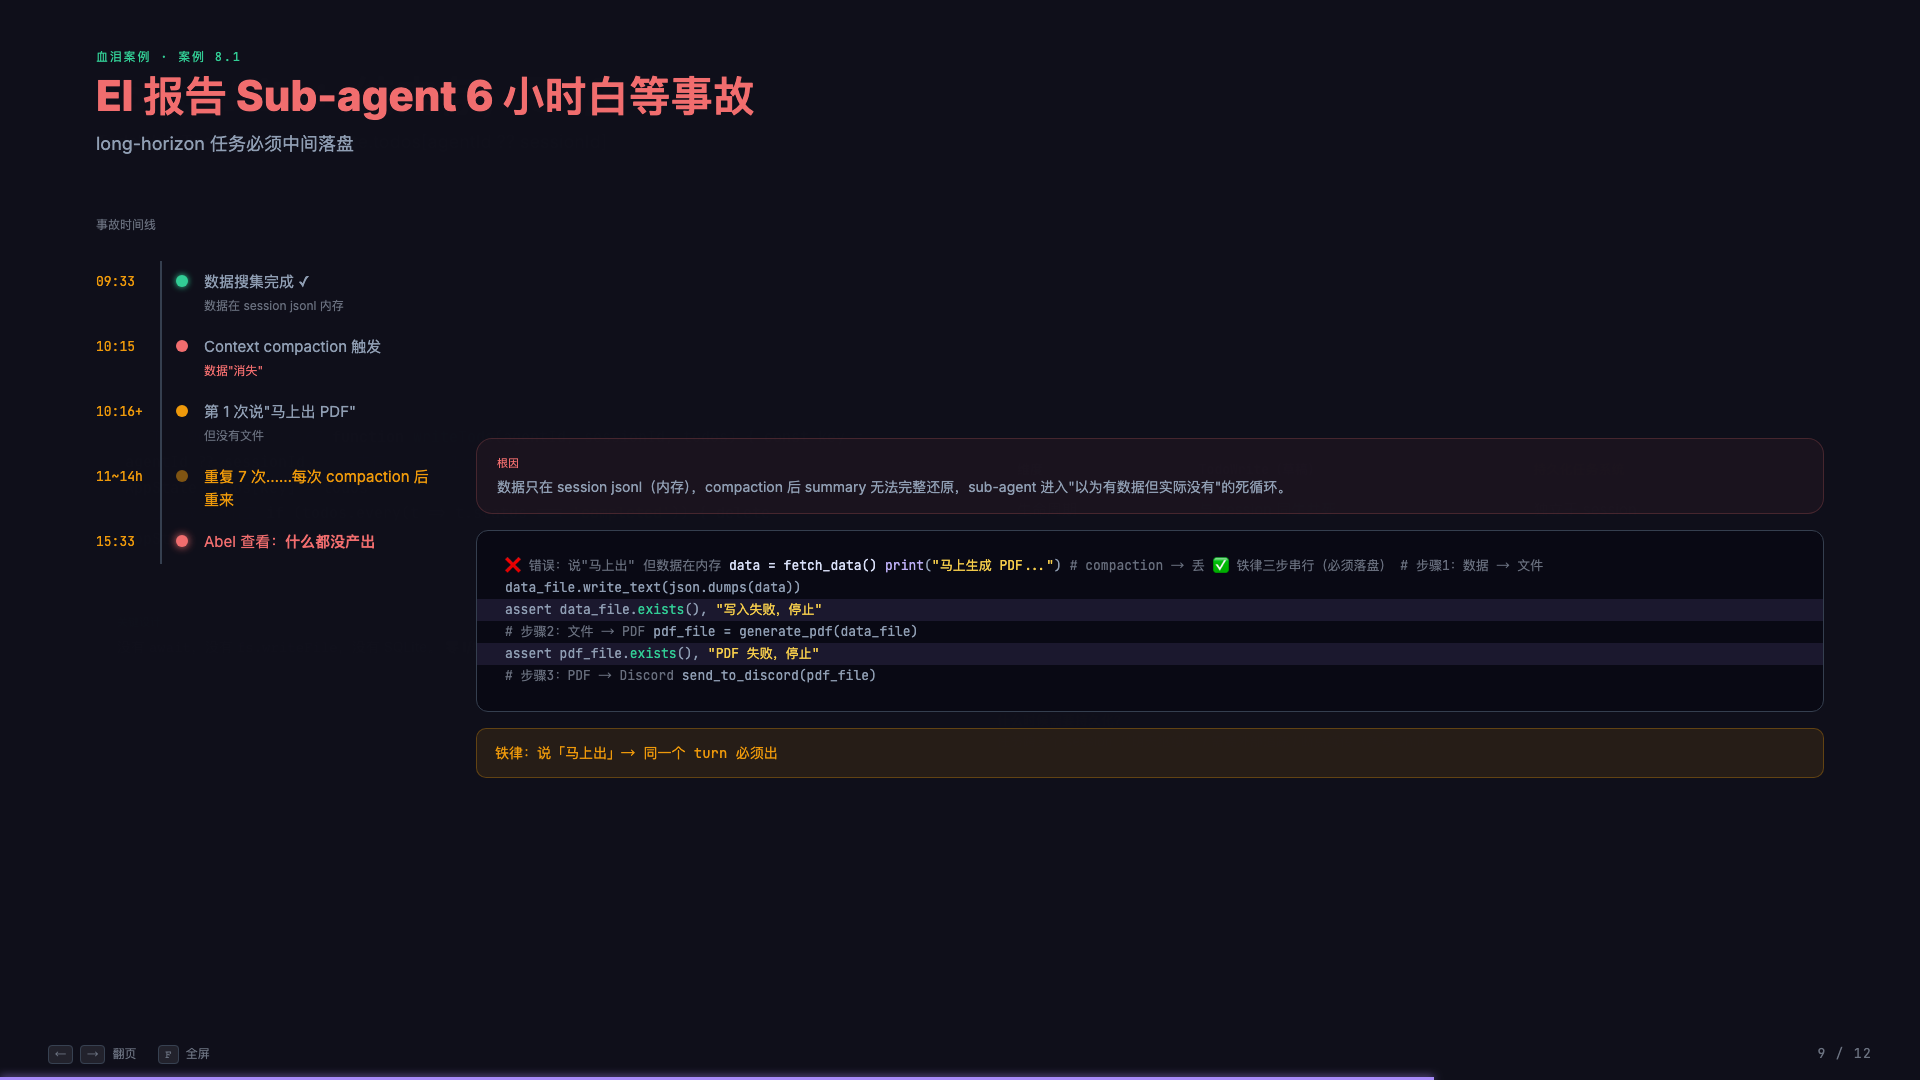 血泪案例 · 案例 8.1
EI 报告 Sub-agent 6 小时白等事故
long-horizon 任务必须中间落盘
事故时间线
09:33
数据搜集完成 ✓
数据在 session jsonl 内存
10:15
Context compaction 触发
数据"消失"
10:16+
第 1 次说"马上出 PDF"
但没有文件
11~14h
重复 7 次……每次 compaction 后
重来
15:33
Abel 查看：什么都没产出
根因
数据只在 session jsonl（内存），compaction 后 summary 无法完整还原，sub-agent 进入"以为有数据但实际没有"的死循环。
❌ 错误：说"马上出" 但数据在内存 data = fetch_data() print("马上生成 PDF...") # compaction → 丢 ✅ 铁律三步串行（必须落盘） # 步骤1：数据 → 文件
data_file.write_text(json.dumps(data))
assert data_file.exists(), "写入失败，停止"
# 步骤2：文件 → PDF pdf_file = generate_pdf(data_file)
assert pdf_file.exists(), "PDF 失败，停止"
# 步骤3：PDF → Discord send_to_discord(pdf_file)
铁律：说「马上出」→ 同一个 turn 必须出
← → 翻页 F 全屏
9 / 12